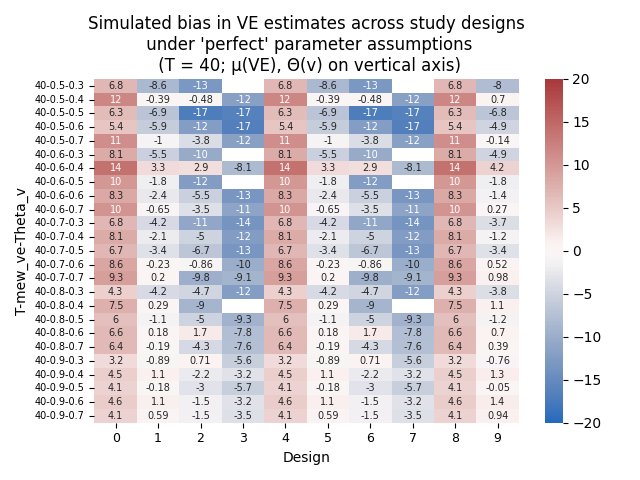 Simulated bias in VE estimates across study designs
under 'perfect' parameter assumptions
(T = 40; μ(VE), Θ(v) on vertical axis)
T-mew_ve-Theta_v
40-0.5-0.3 6.8 -8.6 -13 6.8 -8.6 -13 6.8 -8
40-0.5-0.4 12 -0.39 -0.48 -12 12 -0.39 -0.48 -12 12 0.7
40-0.5-0.5 6.3 -6.9 -17 -17 6.3 -6.9 -17 -17 6.3 -6.8
40-0.5-0.6 5.4 -5.9 -12 -17 5.4 -5.9 -12 -17 5.4 -4.9
40-0.5-0.7 11 -1 -3.8 -12 11 -1 -3.8 -12 11 -0.14
40-0.6-0.3 8.1 -5.5 -10 8.1 -5.5 -10 8.1 -4.9
40-0.6-0.4 14 3.3 2.9 -8.1 14 3.3 2.9 -8.1 14 4.2
40-0.6-0.5 10 -1.8 -12 10 -1.8 -12 10 -1.8
40-0.6-0.6 8.3 -2.4 -5.5 -13 8.3 -2.4 -5.5 -13 8.3 -1.4
40-0.6-0.7 10 -0.65 -3.5 -11 10 -0.65 -3.5 -11 10 0.27
40-0.7-0.3 6.8 -4.2 -11 -14 6.8 -4.2 -11 -14 6.8 -3.7
40-0.7-0.4 8.1 -2.1 -5 -12 8.1 -2.1 -5 -12 8.1 -1.2
40-0.7-0.5 6.7 -3.4 -6.7 -13 6.7 -3.4 -6.7 -13 6.7 -3.4
40-0.7-0.6 8.6 -0.23 -0.86 -10 8.6 -0.23 -0.86 -10 8.6 0.52
40-0.7-0.7 9.3 0.2 -9.8 -9.1 9.3 0.2 -9.8 -9.1 9.3 0.98
40-0.8-0.3 4.3 -4.2 -4.7 -12 4.3 -4.2 -4.7 -12 4.3 -3.8
40-0.8-0.4 7.5 0.29 -9 7.5 0.29 -9 7.5 1.1
40-0.8-0.5 6 -1.1 -5 -9.3 6 -1.1 -5 -9.3 6 -1.2
40-0.8-0.6 6.6 0.18 1.7 -7.8 6.6 0.18 1.7 -7.8 6.6 0.7
40-0.8-0.7 6.4 -0.19 -4.3 -7.6 6.4 -0.19 -4.3 -7.6 6.4 0.39
40-0.9-0.3 3.2 -0.89 0.71 -5.6 3.2 -0.89 0.71 -5.6 3.2 -0.76
40-0.9-0.4 4.5 1.1 -2.2 -3.2 4.5 1.1 -2.2 -3.2 4.5 1.3
40-0.9-0.5 4.1 -0.18 -3 -5.7 4.1 -0.18 -3 -5.7 4.1 -0.05
40-0.9-0.6 4.6 1.1 -1.5 -3.2 4.6 1.1 -1.5 -3.2 4.6 1.4
40-0.9-0.7 4.1 0.59 -1.5 -3.5 4.1 0.59 -1.5 -3.5 4.1 0.94
0 1 2 3 4 5 6 7 8 9
Design
20
15
10
5
0
−5
−10
−15
−20